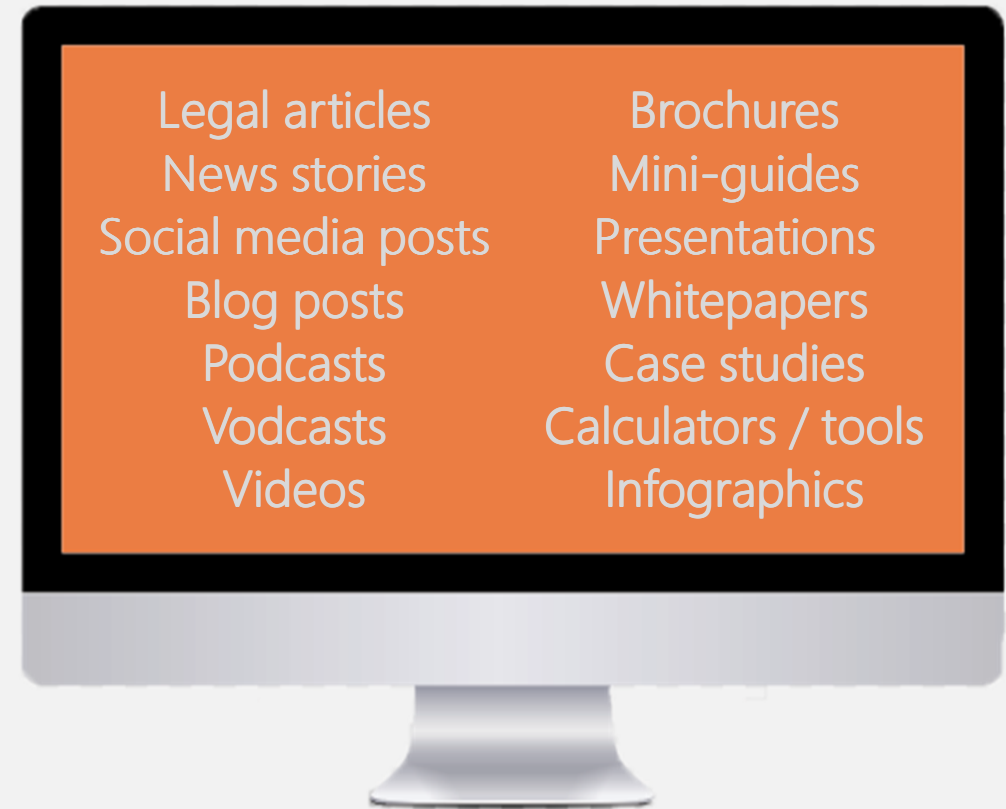 Legal articles
News stories
Social media posts
Blog posts
Podcasts
Vodcasts
Videos
Brochures
Mini-guides
Presentations
Whitepapers
Case studies
Calculators / tools
Infographics